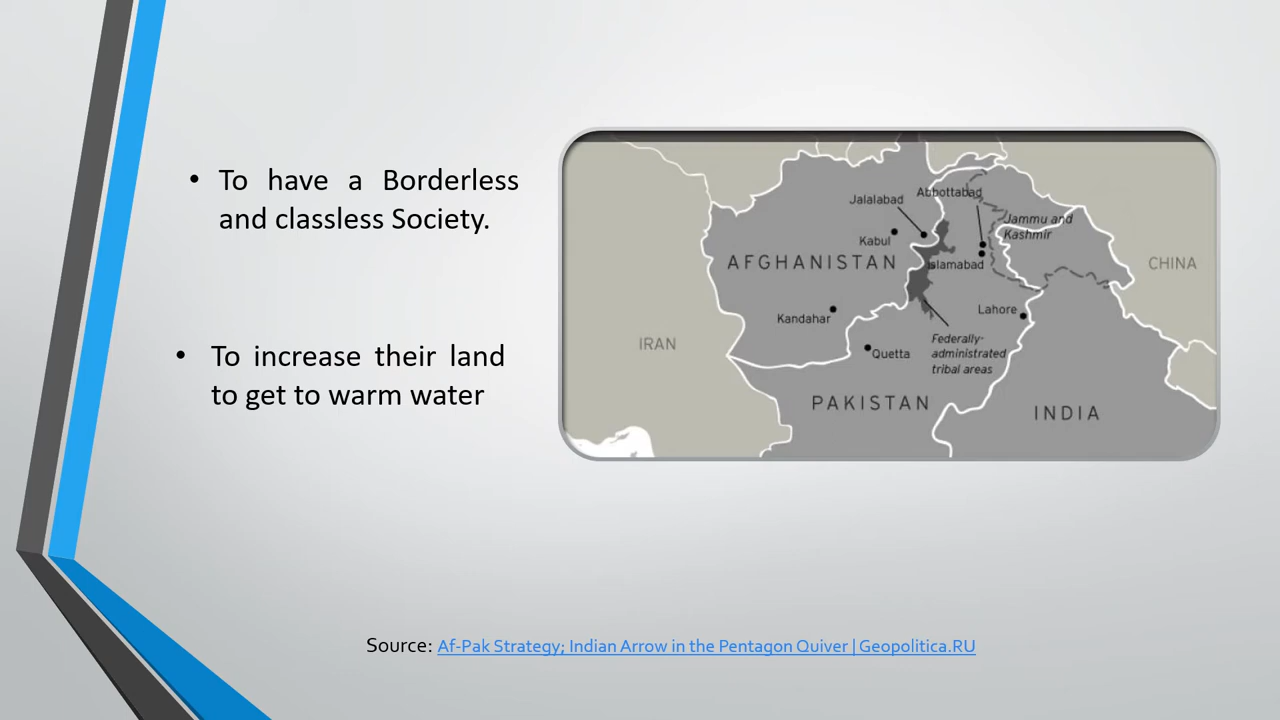 • To have a Borderless
and classless Society.
• To increase their land
to get to warm water
Abbottabad
Jalalabad
Jammu and
Kashmir
Kabul
AFGHANISTAN
Islamabad
CHINA
Lahore
Kandahar
IRAN
Federally-
administrated
tribal areas
Quetta
PAKISTAN
INDIA
Source: Af-Pak Strategy; Indian Arrow in the Pentagon Quiver | Geopolitica.RU